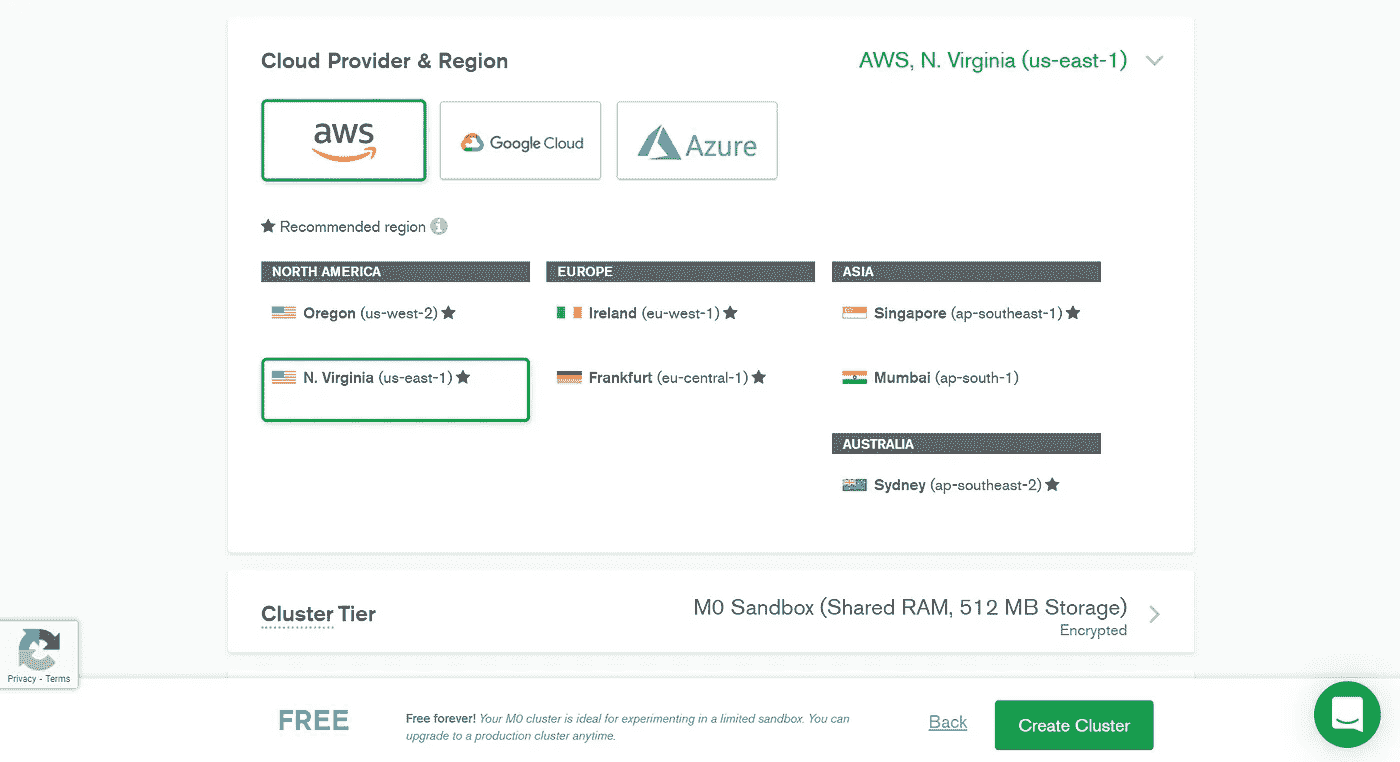 Cloud Provider & Region
AWS, N. Virginia (us-east-1)
aws
Google Cloud
Azure
Recommended region
NORTH AMERICA
Oregon (us-west-2)
N. Virginia (us-east-1)
EUROPE
Ireland (eu-west-1)
Frankfurt (eu-central-1)
ASIA
Singapore (ap-southeast-1)
Mumbai (ap-south-1)
AUSTRALIA
Sydney (ap-southeast-2)
Cluster Tier
M0 Sandbox (Shared RAM, 512 MB Storage)
Encrypted
Privacy - Terms
FREE
Free forever! Your M0 cluster is ideal for experimenting in a limited sandbox. You can
upgrade to a production cluster anytime.
Back
Create Cluster